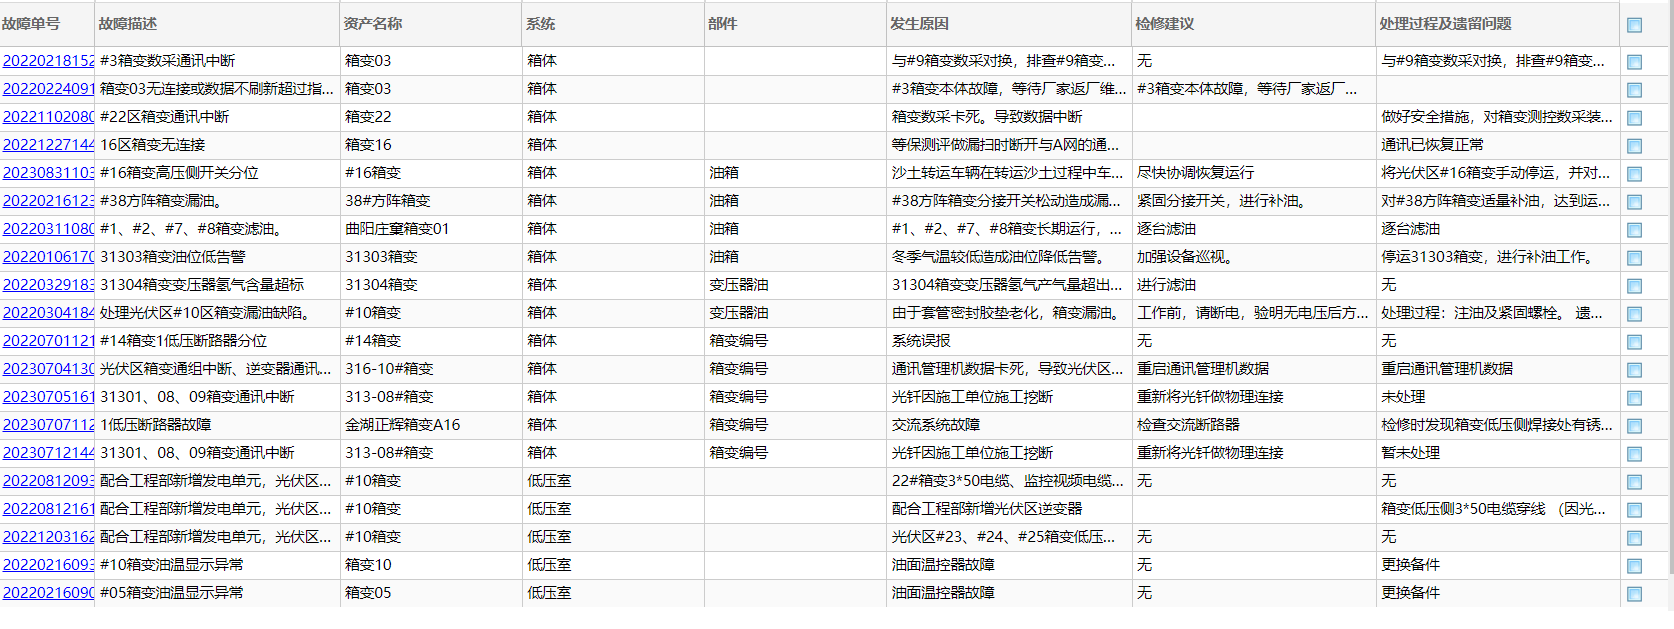 故障单号 故障描述 资产名称 系统 部件 发生原因 检修建议 处理过程及遗留问题
20220218152 #3箱变数采通讯中断 箱变03 箱体 与#9箱变数采对换，排查#9箱变... 无 与#9箱变数采对换，排查#9箱变...
20220224091 箱变03无连接或数据不刷新超过指... 箱变03 箱体 #3箱变本体故障，等待厂家返厂维... #3箱变本体故障，等待厂家返厂...
20221102080 #22区箱变通讯中断 箱变22 箱体 箱变数采卡死。导致数据中断 做好安全措施，对箱变测控数采装...
20221227144 16区箱变无连接 箱变16 箱体 等保测评做漏扫时断开与A网的通... 通讯已恢复正常
20230831103 #16箱变高压侧开关分位 #16箱变 箱体 油箱 沙土转运车辆在转运沙土过程中车... 尽快协调恢复运行 将光伏区#16箱变手动停运，并对...
20220216123 #38方阵箱变漏油。 38#方阵箱变 箱体 油箱 #38方阵箱变分接开关松动造成漏... 紧固分接开关，进行补油。 对#38方阵箱变适量补油，达到运...
20220311080 #1、#2、#7、#8箱变滤油。 曲阳庄窠箱变01 箱体 油箱 #1、#2、#7、#8箱变长期运行，... 逐台滤油 逐台滤油
20220106170 31303箱变油位低告警 31303箱变 箱体 油箱 冬季气温较低造成油位降低告警。 加强设备巡视。 停运31303箱变，进行补油工作。
20220329183 31304箱变变压器氢气含量超标 31304箱变 箱体 变压器油 31304箱变变压器氢气产气量超出... 进行滤油 无
20220304184 处理光伏区#10区箱变漏油缺陷。 #10箱变 箱体 变压器油 由于套管密封胶垫老化，箱变漏油。 工作前，请断电，验明无电压后方... 处理过程：注油及紧固螺栓。 遗...
20220701121 #14箱变1低压断路器分位 #14箱变 箱体 箱变编号 系统误报 无 无
20230704130 光伏区箱变通组中断、逆变器通讯... 316-10#箱变 箱体 箱变编号 通讯管理机数据卡死，导致光伏区... 重启通讯管理机数据 重启通讯管理机数据
20230705161 31301、08、09箱变通讯中断 313-08#箱变 箱体 箱变编号 光钎因施工单位施工挖断 重新将光钎做物理连接 未处理
20230707112 1低压断路器故障 金湖正辉箱变A16 箱体 箱变编号 交流系统故障 检查交流断路器 检修时发现箱变低压侧焊接处有锈...
20230712144 31301、08、09箱变通讯中断 313-08#箱变 箱体 箱变编号 光钎因施工单位施工挖断 重新将光钎做物理连接 暂未处理
20220812093 配合工程部新增发电单元，光伏区... #10箱变 低压室 22#箱变3*50电缆、监控视频电缆... 无 无
20220812161 配合工程部新增发电单元，光伏区... #10箱变 低压室 配合工程部新增光伏区逆变器 箱变低压侧3*50电缆穿线 （因光...
20221203162 配合工程部新增发电单元，光伏区... #10箱变 低压室 光伏区#23、#24、#25箱变低压... 无 无
20220216093 #10箱变油温显示异常 箱变10 低压室 油面温控器故障 无 更换备件
20220216090 #05箱变油温显示异常 箱变05 低压室 油面温控器故障 无 更换备件